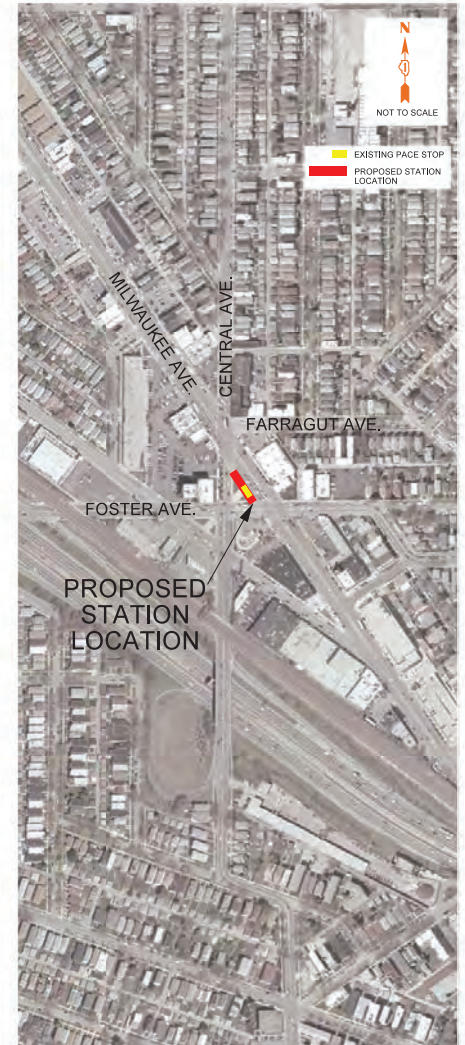 N
NOT TO SCALE
EXISTING PACE STOP
PROPOSED STATION
LOCATION
MILWAUKEE AVE.
CENTRAL AVE.
FARRAGUT AVE.
FOSTER AVE.
PROPOSED
STATION
LOCATION